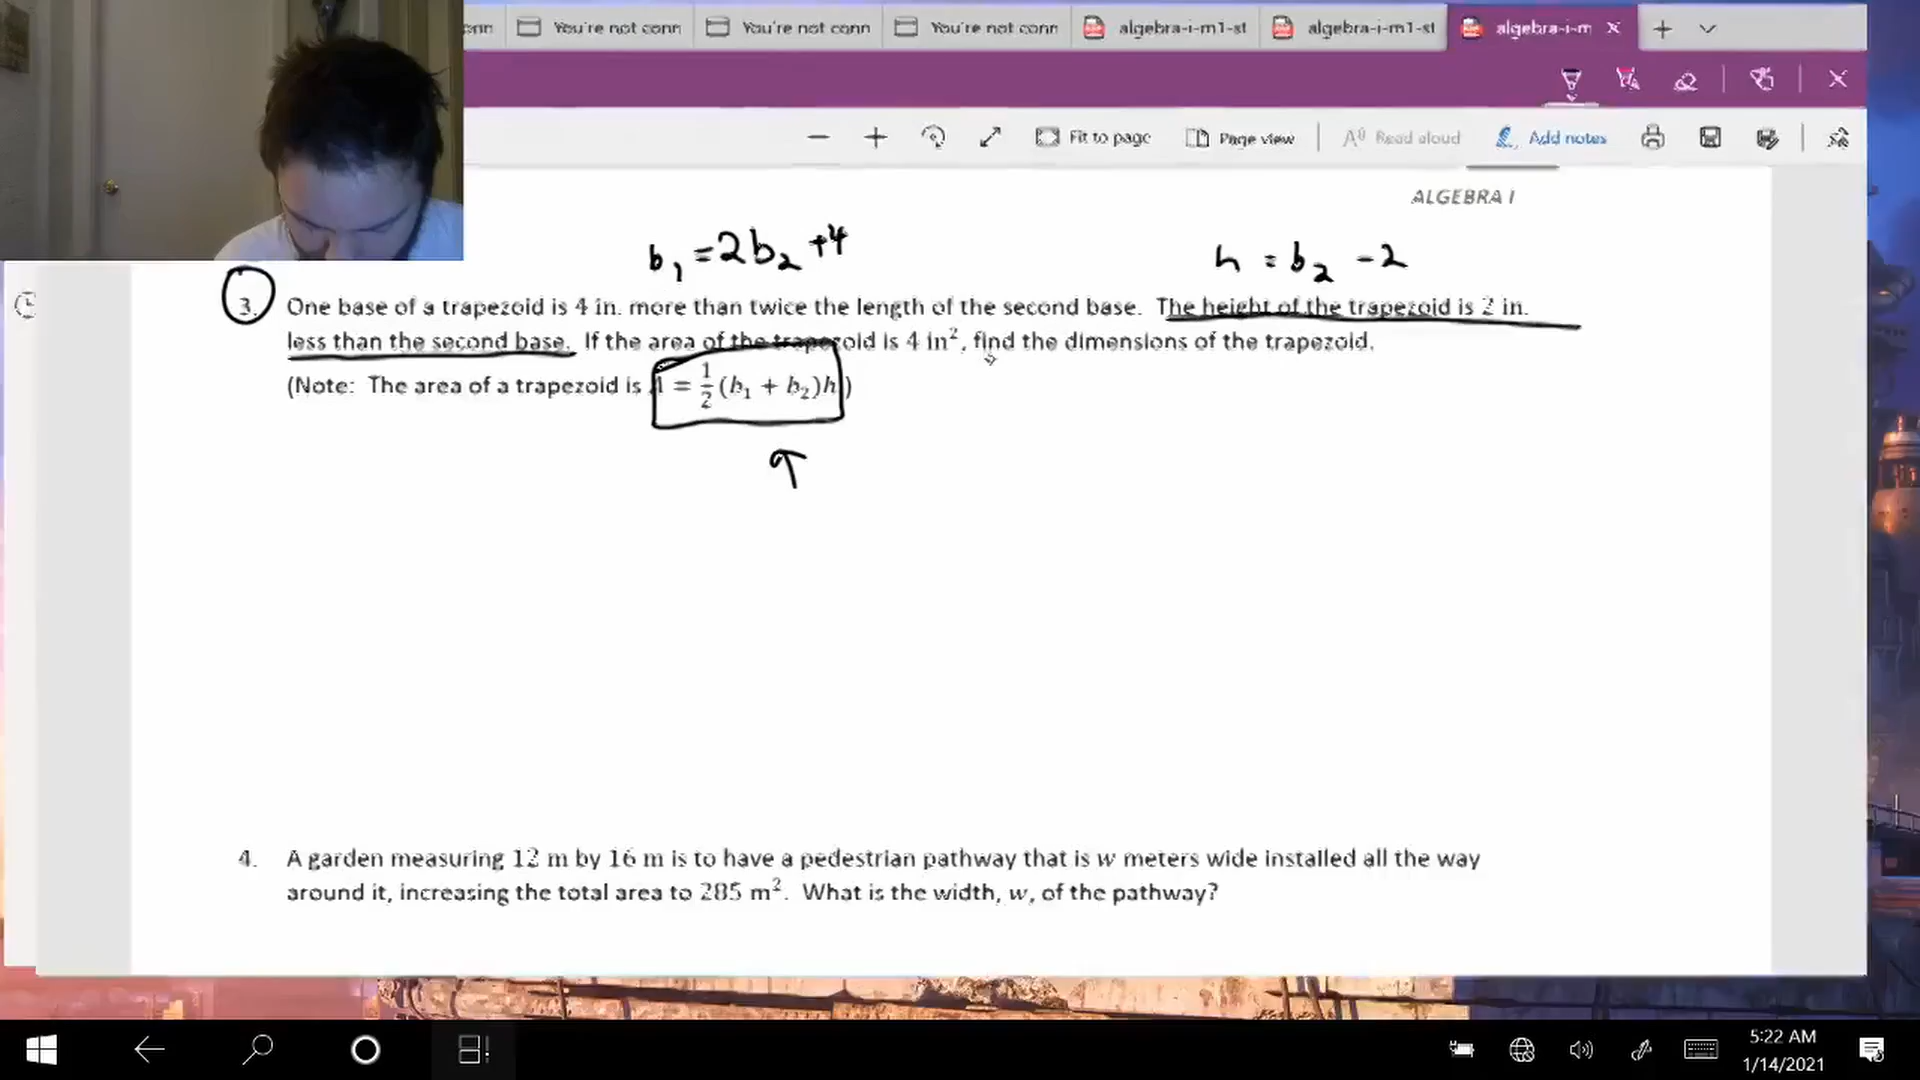 nn You're not conn You're not conn You're not conn algebra-i-m1-st algebra-i-m1-st algebra-i-m
Fit to page Page view Read aloud Add notes
ALGEBRA I
b₁ = 2b₂ + 4 h = b₂ - 2
3. One base of a trapezoid is 4 in. more than twice the length of the second base. The height of the trapezoid is 2 in.
less than the second base. If the area of the trapezoid is 4 in², find the dimensions of the trapezoid.
(Note: The area of a trapezoid is A = 1/2 (b₁ + b₂)h.)
4. A garden measuring 12 m by 16 m is to have a pedestrian pathway that is w meters wide installed all the way
around it, increasing the total area to 285 m². What is the width, w, of the pathway?
5:22 AM
1/14/2021